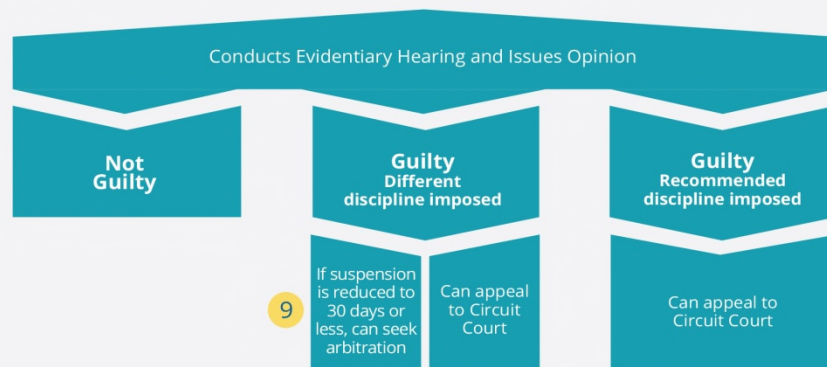 Conducts Evidentiary Hearing and Issues Opinion
Not
Guilty
Guilty
Different
discipline imposed
Guilty
Recommended
discipline imposed
9
If suspension
is reduced to
30 days or
less, can seek
arbitration
Can appeal
to Circuit
Court
Can appeal to
Circuit Court